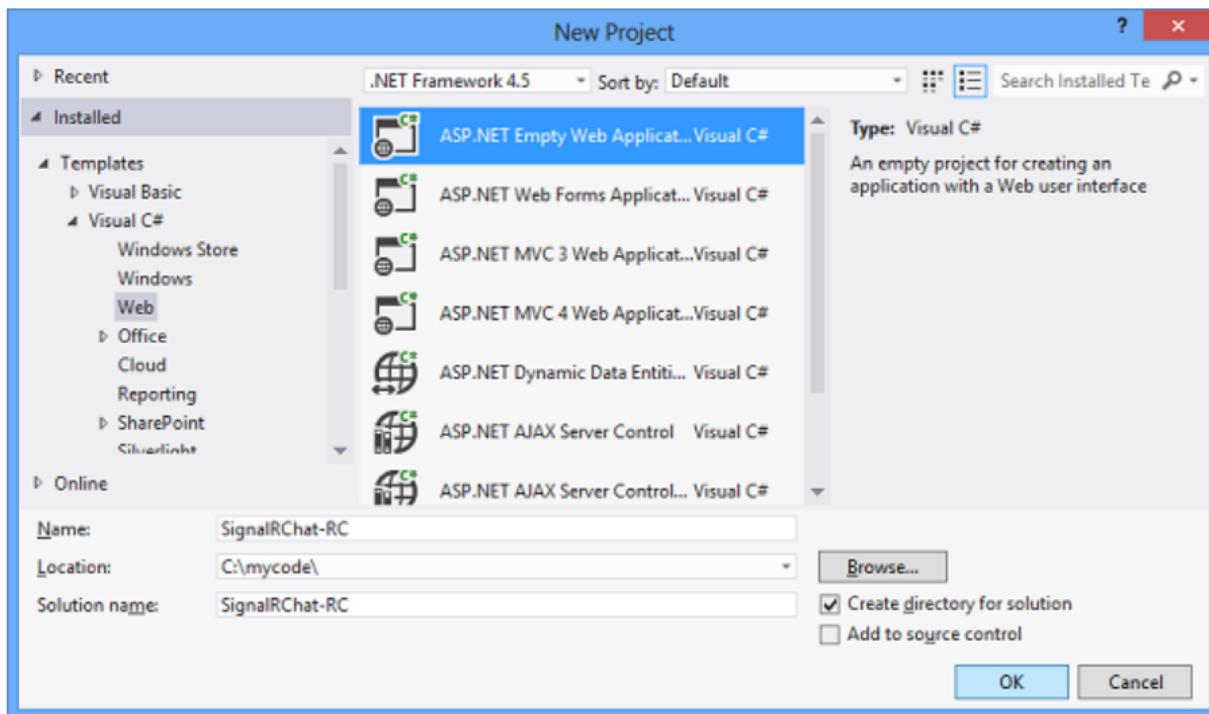 New Project
?
×
Recent
.NET Framework 4.5
Sort by: Default
Search Installed Te
Installed
Templates
Visual Basic
Visual C#
Windows Store
Windows
Web
Office
Cloud
Reporting
SharePoint
Silverlight
Online
ASP.NET Empty Web Applicat... Visual C#
ASP.NET Web Forms Applicat... Visual C#
ASP.NET MVC 3 Web Applicat...Visual C#
ASP.NET MVC 4 Web Applicat...Visual C#
ASP.NET Dynamic Data Entiti... Visual C#
ASP.NET AJAX Server Control Visual C#
ASP.NET AJAX Server Control... Visual C#
Type: Visual C#
An empty project for creating an
application with a Web user interface
Name: SignalRChat-RC
Location: C:\mycode\
Browse...
Solution name: SignalRChat-RC
Create directory for solution
Add to source control
OK
Cancel